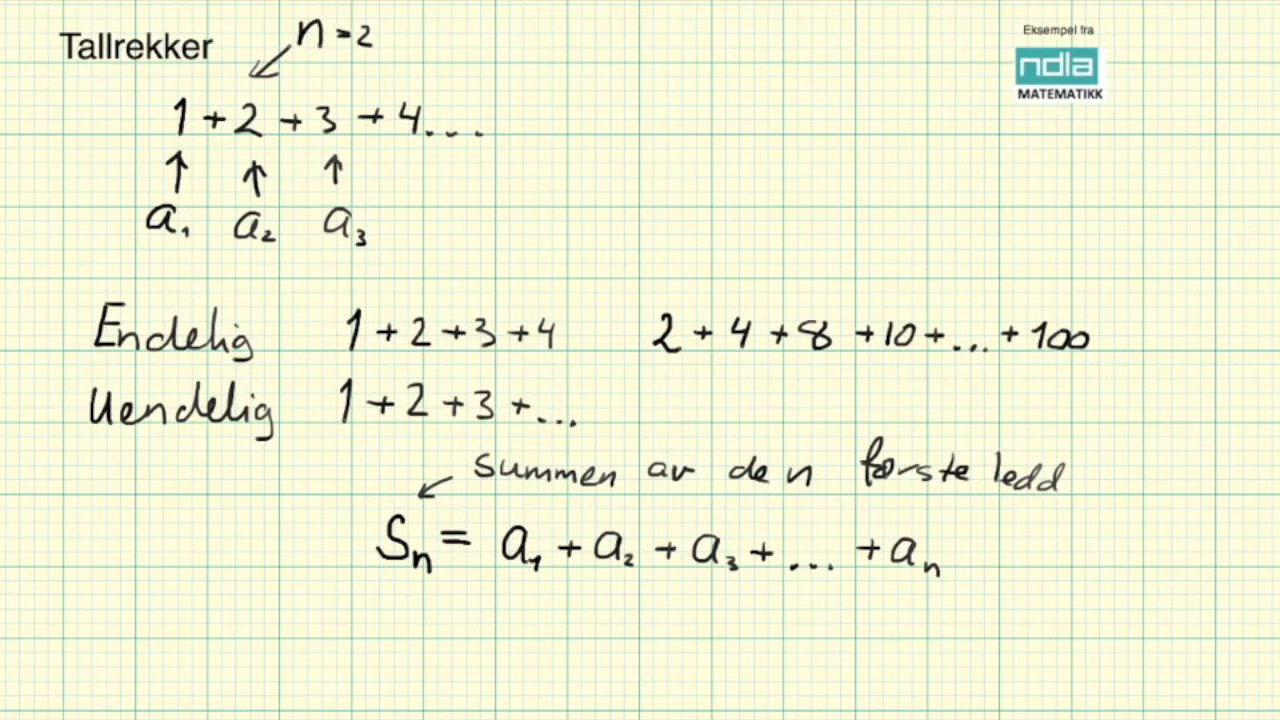 Tallrekker
n = 2
Eksempel fra
ndla
MATEMATIKK
1 + 2 + 3 + 4...
↑ ↑ ↑
a₁ a₂ a₃
Endelig 1 + 2 + 3 + 4 2 + 4 + 8 + 10 + ... + 100
Uendelig 1 + 2 + 3 + ...
summen av de n første ledd
Sₙ = a₁ + a₂ + a₃ + ... + aₙ